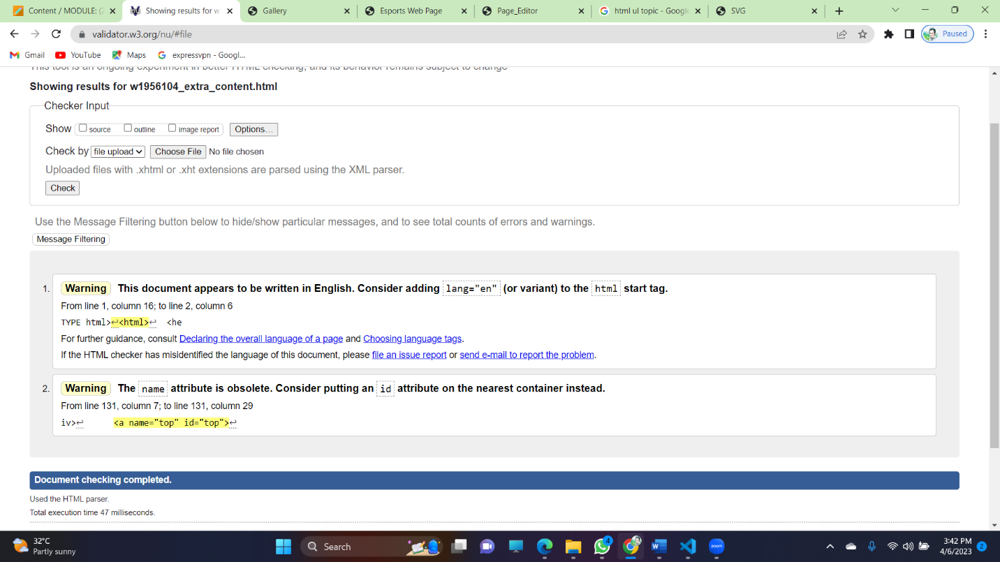 Content / MODULE: (2
Showing results for w
Gallery
Esports Web Page
Page_Editor
html ul topic - Google
SVG
validator.w3.org/nu/#file
Paused
Gmail
YouTube
Maps
expressvpn - Googl...
This tool is an ongoing experiment in better HTML checking, and its behavior remains subject to change
Showing results for w1956104_extra_content.html
Checker Input
Show source outline image report Options...
Check by file upload Choose File No file chosen
Uploaded files with .xhtml or .xht extensions are parsed using the XML parser.
Check
Use the Message Filtering button below to hide/show particular messages, and to see total counts of errors and warnings.
Message Filtering
1. Warning This document appears to be written in English. Consider adding lang="en" (or variant) to the html start tag.
From line 1, column 16; to line 2, column 6
TYPE html>↩<html>↩ <he
For further guidance, consult Declaring the overall language of a page and Choosing language tags.
If the HTML checker has misidentified the language of this document, please file an issue report or send e-mail to report the problem.
2. Warning The name attribute is obsolete. Consider putting an id attribute on the nearest container instead.
From line 131, column 7; to line 131, column 29
iv>↩ <a name="top" id="top">↩
Document checking completed.
Used the HTML parser.
Total execution time 47 milliseconds.
32°C
Partly cloudy
Search
4
zoom
3:42 PM
4/6/2023
2